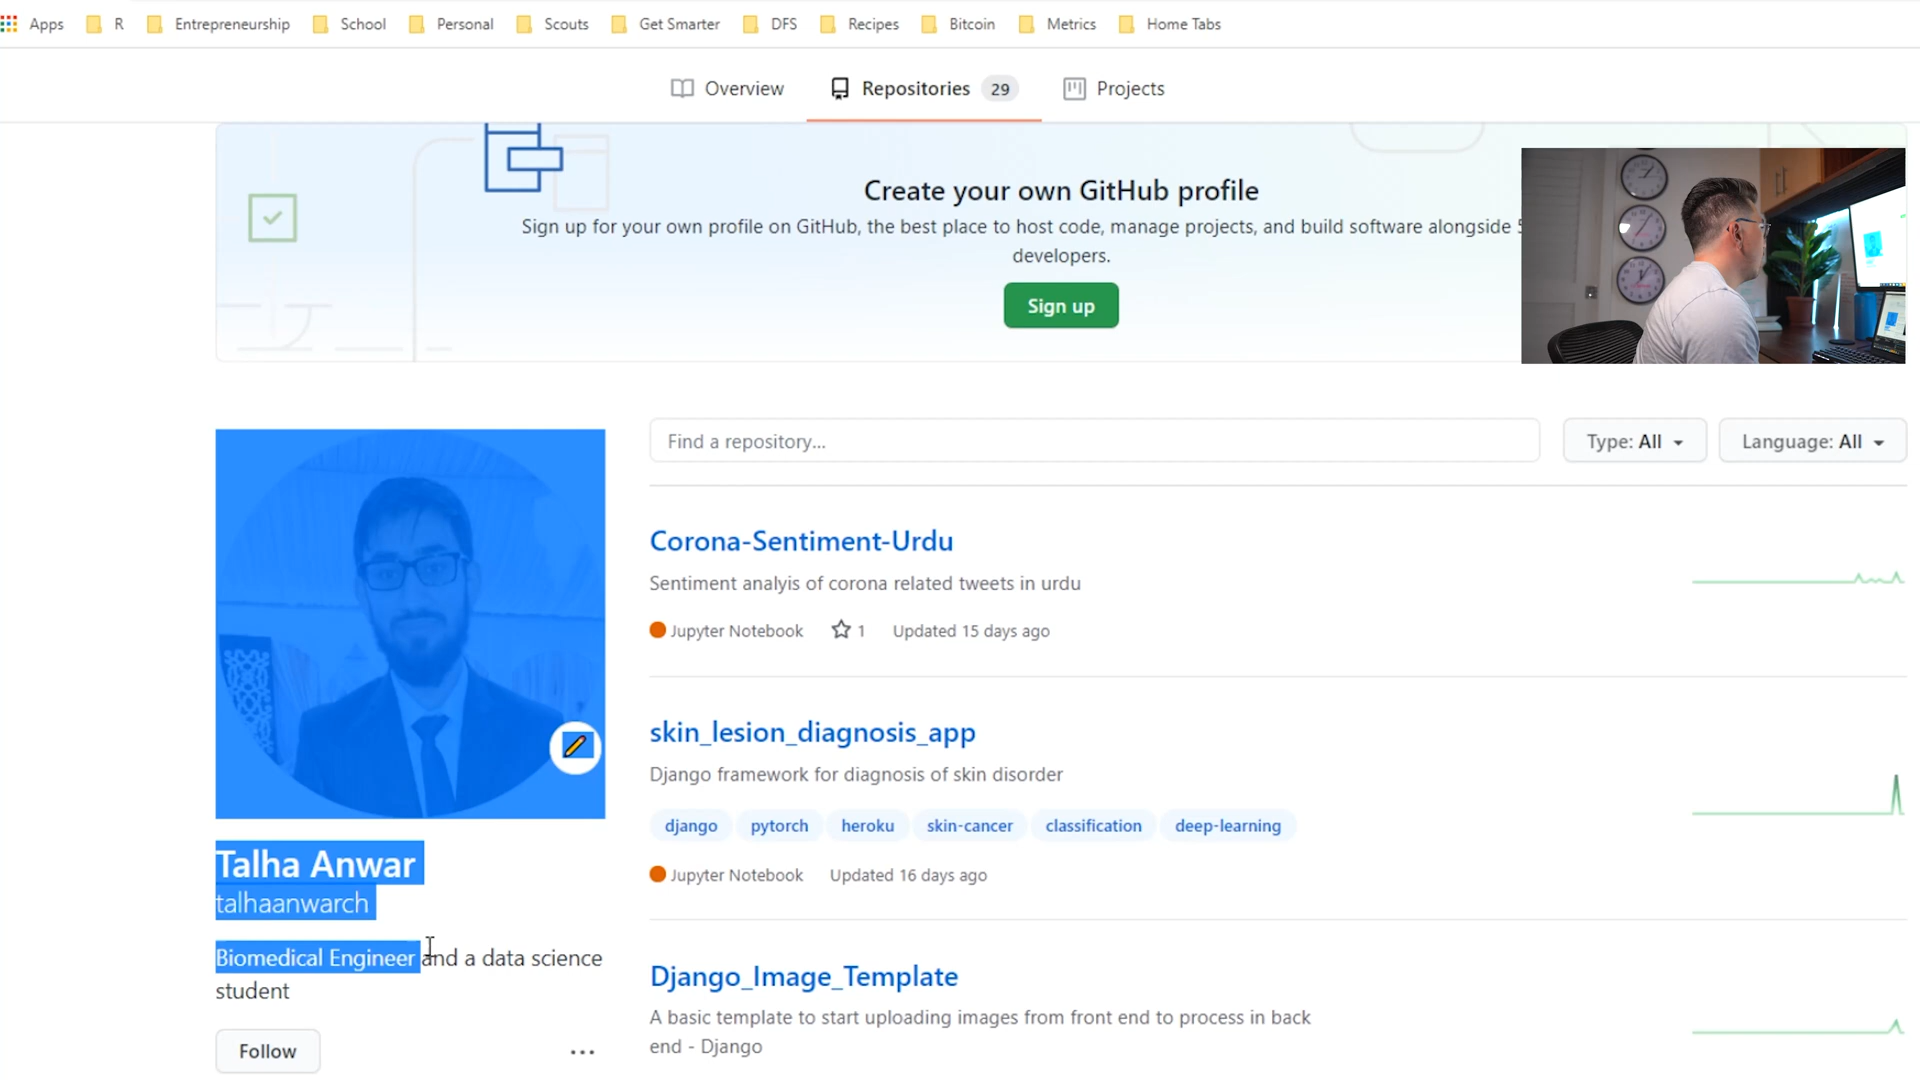 Apps R Entrepreneurship School Personal Scouts Get Smarter DFS Recipes Bitcoin Metrics Home Tabs
Overview Repositories 29 Projects
Create your own GitHub profile
Sign up for your own profile on GitHub, the best place to host code, manage projects, and build software alongside
developers.
Sign up
Find a repository...
Type: All
Language: All
Corona-Sentiment-Urdu
Sentiment analyis of corona related tweets in urdu
Jupyter Notebook 1 Updated 15 days ago
skin_lesion_diagnosis_app
Django framework for diagnosis of skin disorder
django pytorch heroku skin-cancer classification deep-learning
Jupyter Notebook Updated 16 days ago
Django_Image_Template
A basic template to start uploading images from front end to process in back
end - Django
Talha Anwar
talhaanwarch
Biomedical Engineer and a data science
student
Follow